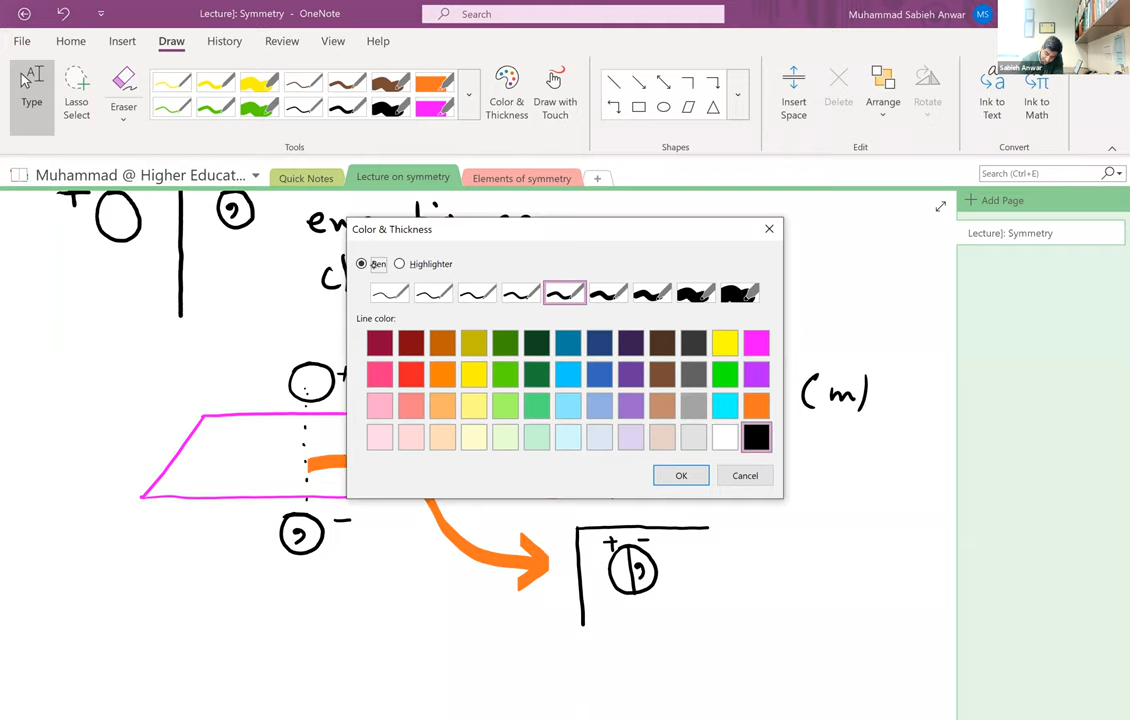 Lecture]: Symmetry - OneNote
Search
Muhammad Sabieh Anwar
MS
Sabieh Anwar
File
Home
Insert
Draw
History
Review
View
Help
Type
Lasso Select
Eraser
Color & Thickness
Draw with Touch
Insert Space
Delete
Arrange
Rotate
Ink to Text
Ink to Math
Tools
Shapes
Edit
Convert
Muhammad @ Higher Educat...
Quick Notes
Lecture on symmetry
Elements of symmetry
+
Search (Ctrl+E)
Add Page
Lecture]: Symmetry
+ ,
Color & Thickness
Pen
Highlighter
Line color:
OK
Cancel
+
(m)
, -
+ -
,